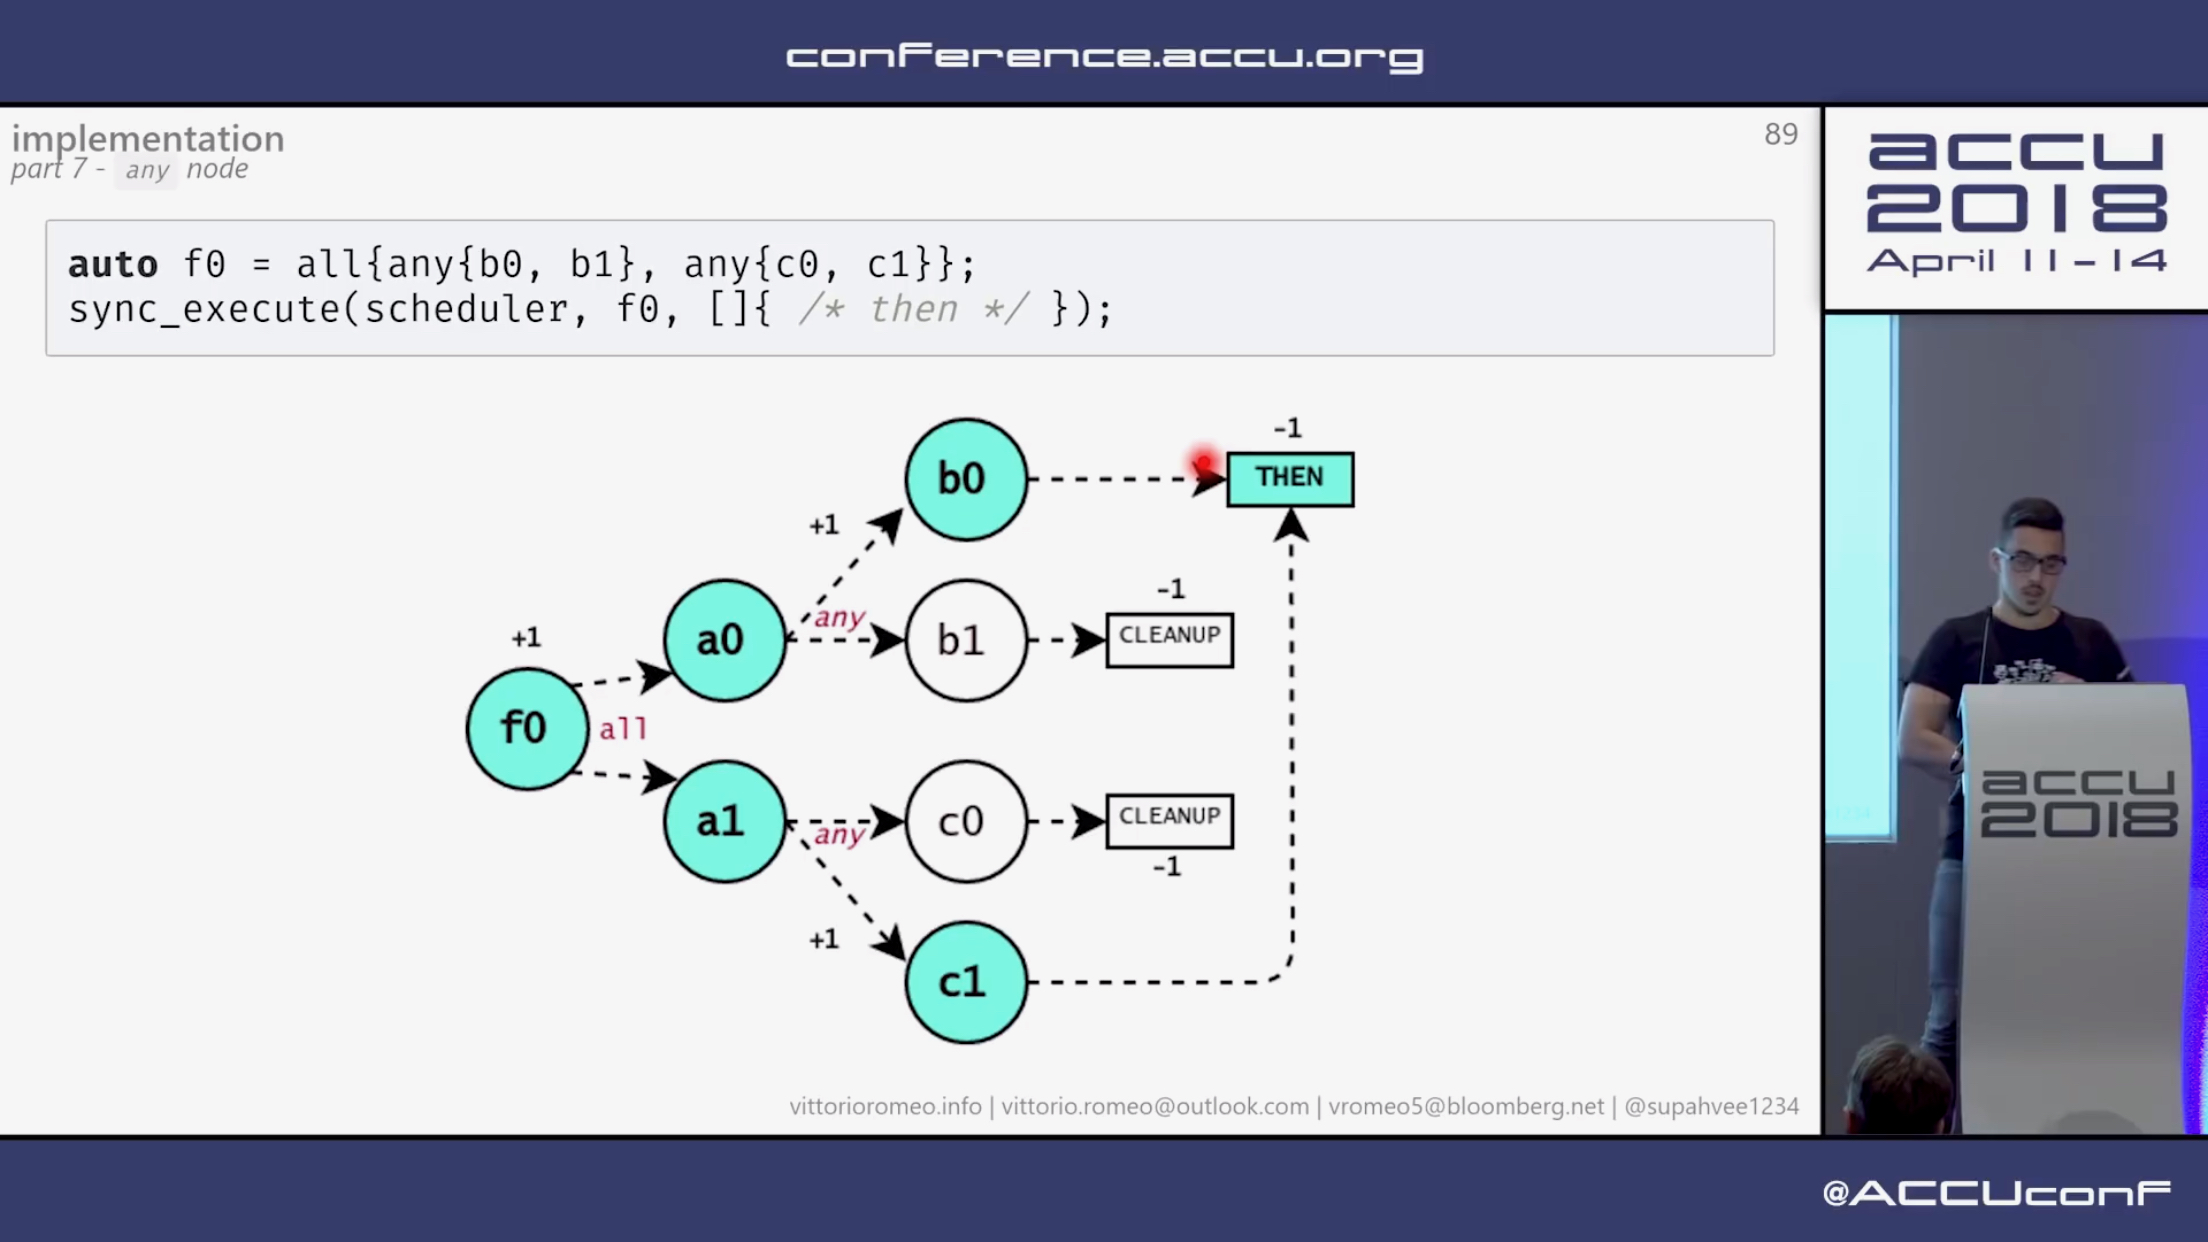 conference.accu.org
implementation
89
part 7 - any node
auto f0 = all{any{b0, b1}, any{c0, c1}};
sync_execute(scheduler, f0, []{ /* then */ });
accu
2018
April 11-14
-1
b0
THEN
+1
-1
any
a0
b1
CLEANUP
+1
f0
all
a1
any
c0
CLEANUP
-1
+1
c1
accu
2018
vittorioromeo.info | vittorio.romeo@outlook.com | vromeo5@bloomberg.net | @supahvee1234
@ACCUconf